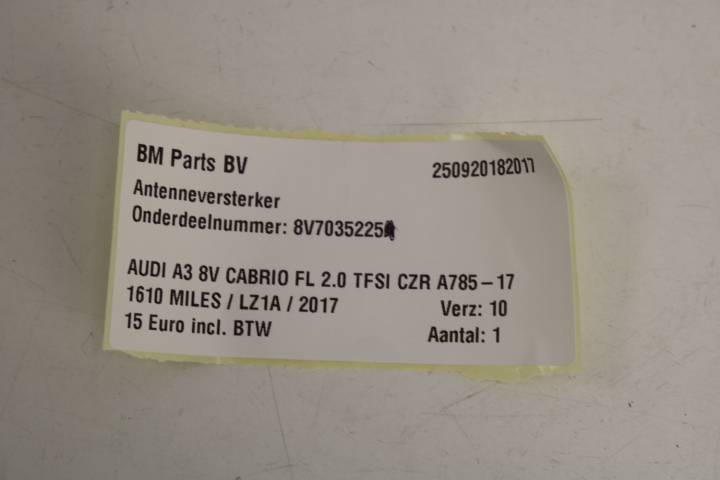 BM Parts BV 250920182017
Antenneversterker
Onderdeelnummer: 8V7035225A
AUDI A3 8V CABRIO FL 2.0 TFSI CZR A785-17
1610 MILES / LZ1A / 2017 Verz: 10
15 Euro incl. BTW Aantal: 1